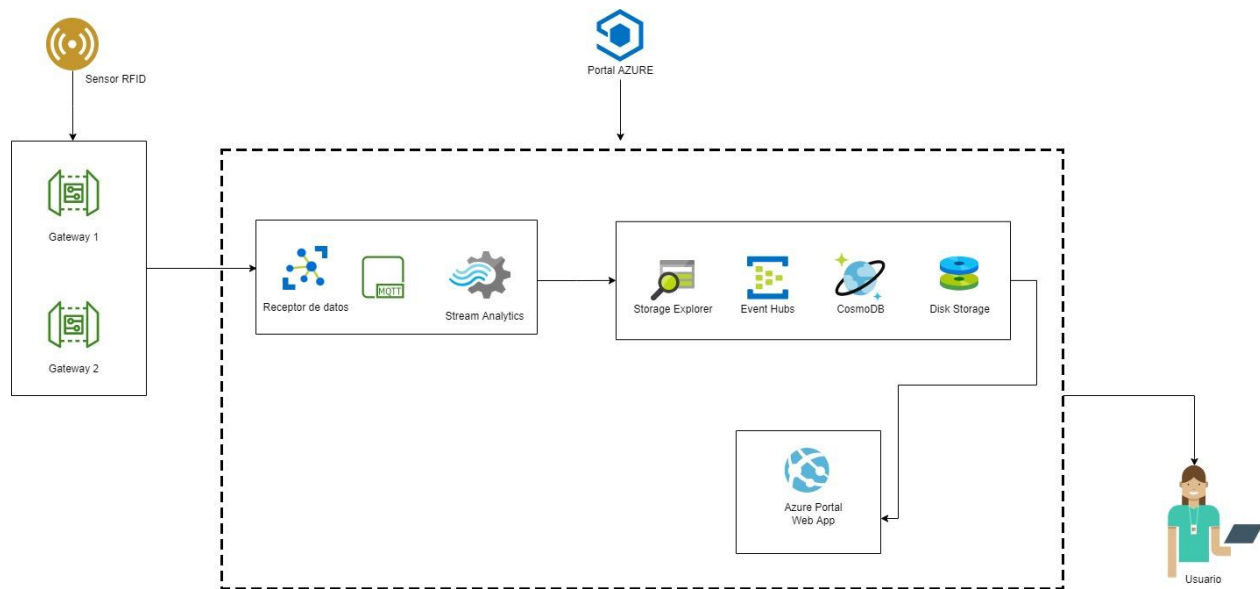 Sensor RFID
Portal AZURE
Gateway 1
Gateway 2
Receptor de datos
MQTT
Stream Analytics
Storage Explorer
Event Hubs
CosmoDB
Disk Storage
Azure Portal
Web App
Usuario